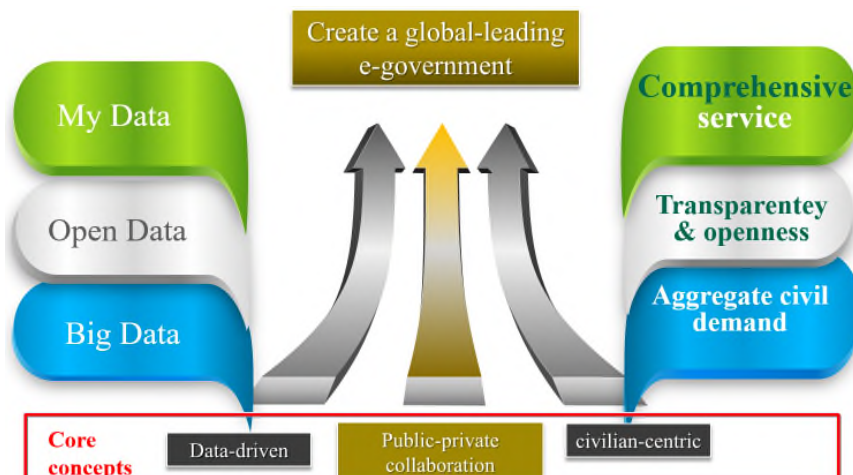 Create a global-leading
e-government
My Data
Open Data
Big Data
Comprehensive
service
Transparentey
& openness
Aggregate civil
demand
Core
concepts
Data-driven
Public-private
collaboration
civilian-centric